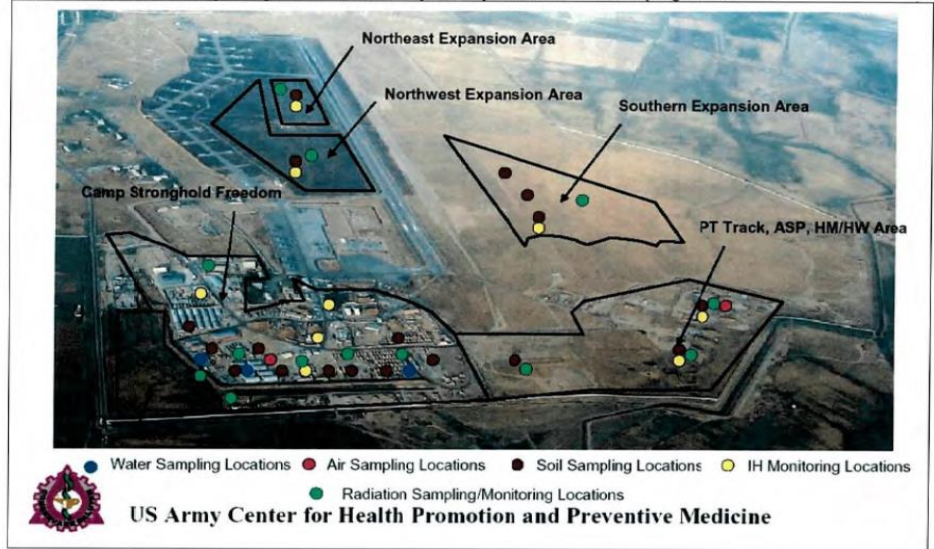 Northeast Expansion Area
Northwest Expansion Area
Southern Expansion Area
Camp Stronghold Freedom
PT Track, ASP, HM/HW Area
Water Sampling Locations
Air Sampling Locations
Soil Sampling Locations
IH Monitoring Locations
Radiation Sampling/Monitoring Locations
US Army Center for Health Promotion and Preventive Medicine